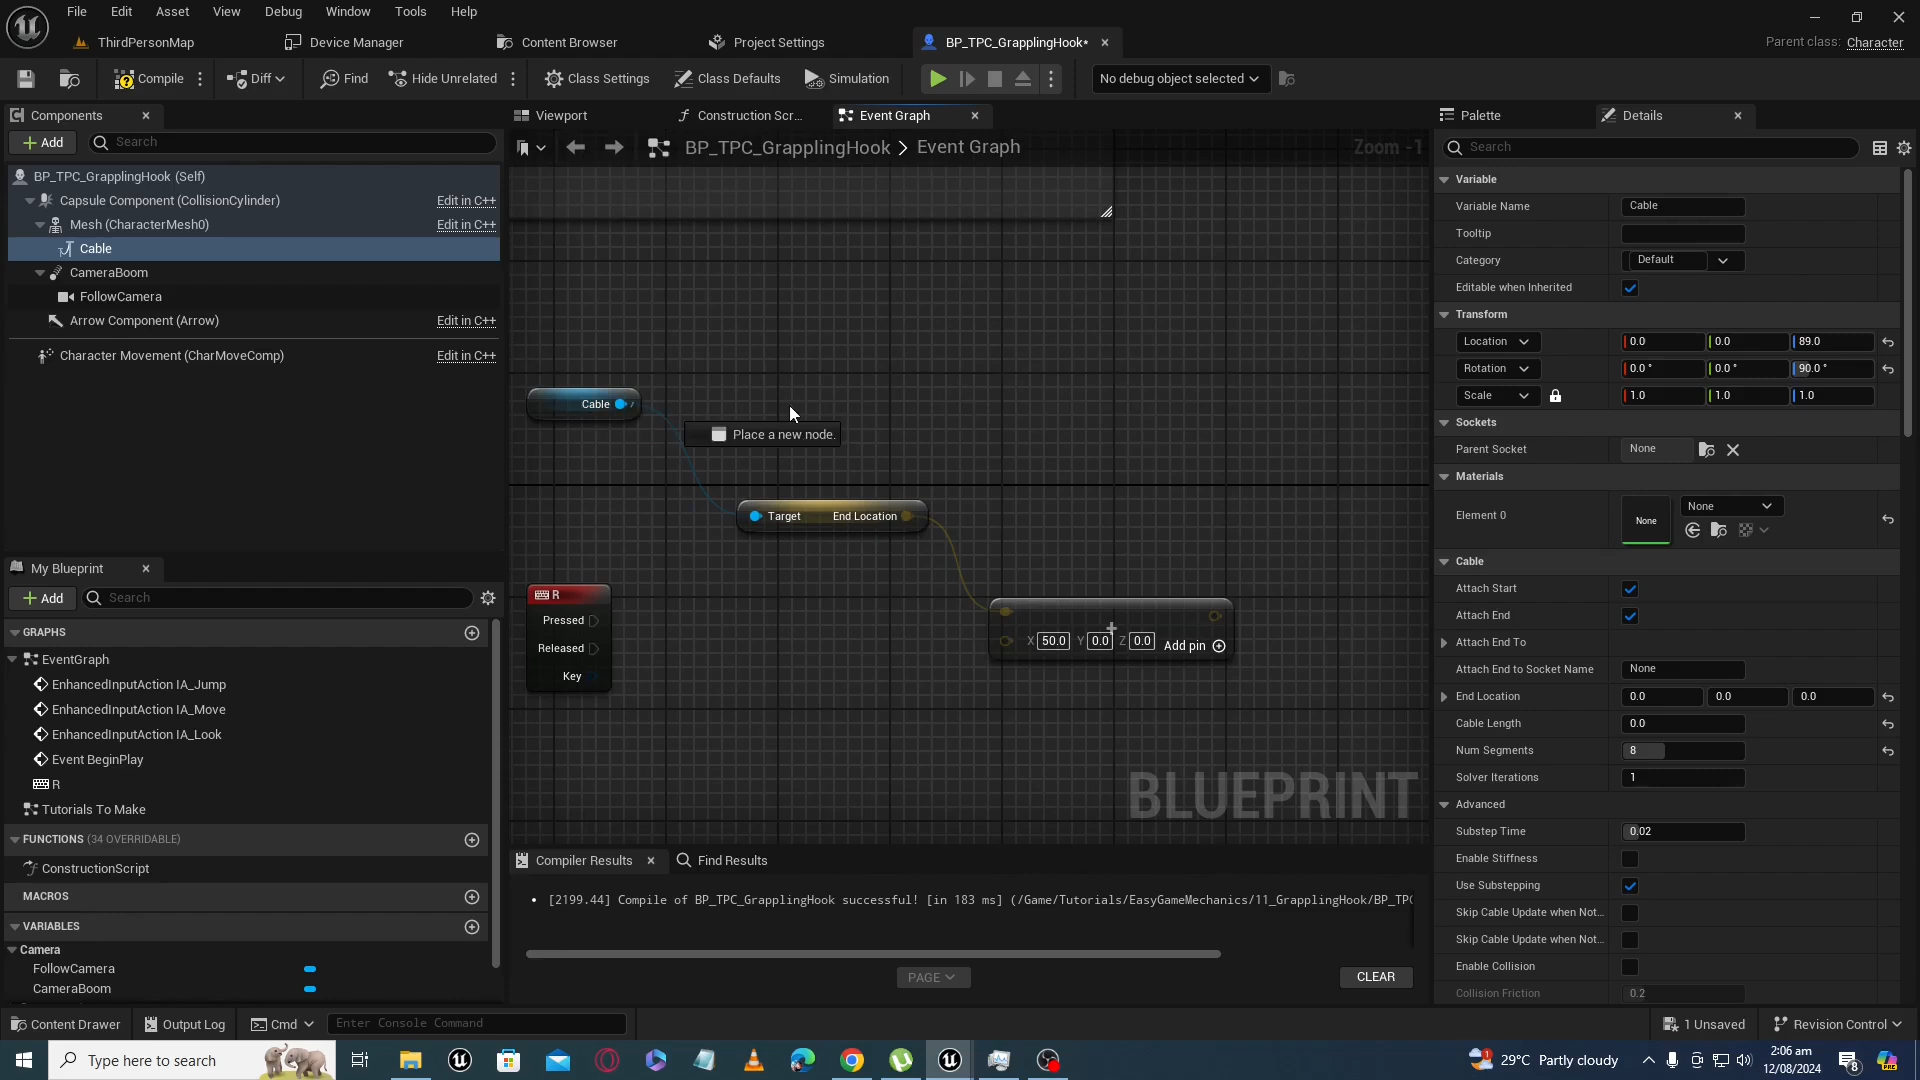 File Edit Asset View Debug Window Tools Help
ThirdPersonMap Device Manager Content Browser Project Settings BP_TPC_GrapplingHook* Parent class: Character
Compile Diff Find Hide Unrelated Class Settings Class Defaults Simulation No debug object selected
Components
Add Search
BP_TPC_GrapplingHook (Self)
Capsule Component (CollisionCylinder) Edit in C++
Mesh (CharacterMesh0) Edit in C++
Cable
CameraBoom
FollowCamera
Arrow Component (Arrow) Edit in C++
Character Movement (CharMoveComp) Edit in C++
My Blueprint
Add Search
GRAPHS
EventGraph
EnhancedInputAction IA_Jump
EnhancedInputAction IA_Move
EnhancedInputAction IA_Look
Event BeginPlay
R
Tutorials To Make
FUNCTIONS (34 OVERRIDABLE)
ConstructionScript
MACROS
VARIABLES
Camera
FollowCamera
CameraBoom
Viewport Construction Scr... Event Graph
BP_TPC_GrapplingHook > Event Graph Zoom -1
Cable
Place a new node.
Target End Location
R
Pressed
Released
Key
X 50.0 Y 0.0 Z 0.0 Add pin
BLUEPRINT
Compiler Results Find Results
[2199.44] Compile of BP_TPC_GrapplingHook successful! [in 183 ms] (/Game/Tutorials/EasyGameMechanics/11_GrapplingHook/BP_TPC
PAGE CLEAR
Palette Details
Search
Variable
Variable Name Cable
Tooltip
Category Default
Editable when Inherited
Transform
Location 0.0 0.0 89.0
Rotation 0.0 ° 0.0 ° 90.0 °
Scale 1.0 1.0 1.0
Sockets
Parent Socket None
Materials
Element 0 None None
Cable
Attach Start
Attach End
Attach End To
Attach End to Socket Name None
End Location 0.0 0.0 0.0
Cable Length 0.0
Num Segments 8
Solver Iterations 1
Advanced
Substep Time 0.02
Enable Stiffness
Use Substepping
Skip Cable Update when Not...
Skip Cable Update when Not...
Enable Collision
Collision Friction 0.2
Content Drawer Output Log Cmd Enter Console Command 1 Unsaved Revision Control
Type here to search 29°C Partly cloudy 2:06 am
12/08/2024 8